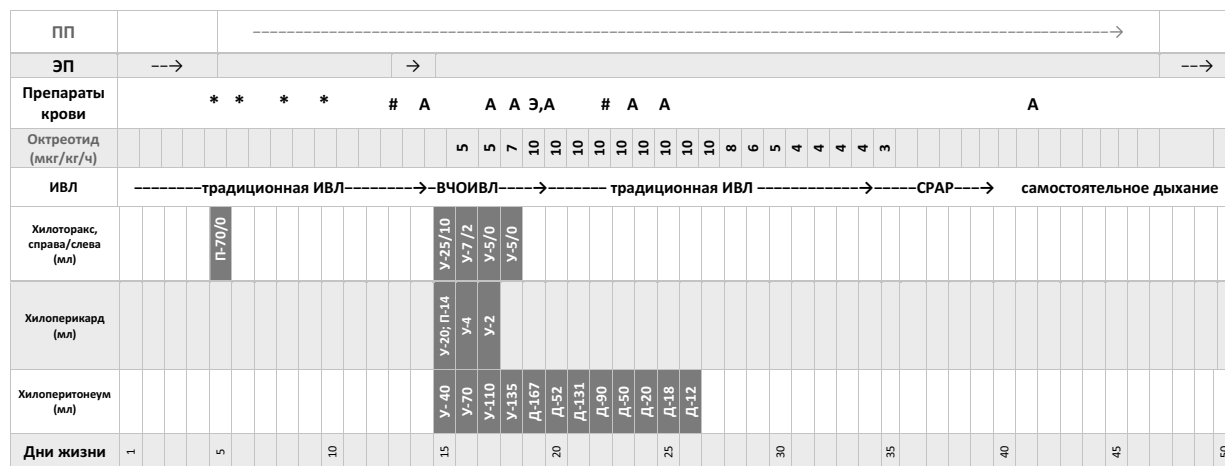 ПП
ЭП
Препараты крови
* * * * # А А А Э,А # А А А
Октреотид (мкг/кг/ч)
5 5 7 10 10 10 10 10 10 10 10 10 8 6 5 4 4 4 4 3
ИВЛ
традиционная ИВЛ ВЧОИВЛ традиционная ИВЛ СРАР самостоятельное дыхание
Хилоторакс, справа/слева (мл)
П-70/0 У-25/10 У-7 /2 У-5/0 У-5/0
Хилоперикард (мл)
У-20; П-14 У-4 У-2
Хилоперитонеум (мл)
У- 40 У-70 У-110 У-135 Д-167 Д-52 Д-131 Д-90 Д-50 Д-20 Д-18 Д-12
Дни жизни
1 5 10 15 20 25 30 35 40 45 50